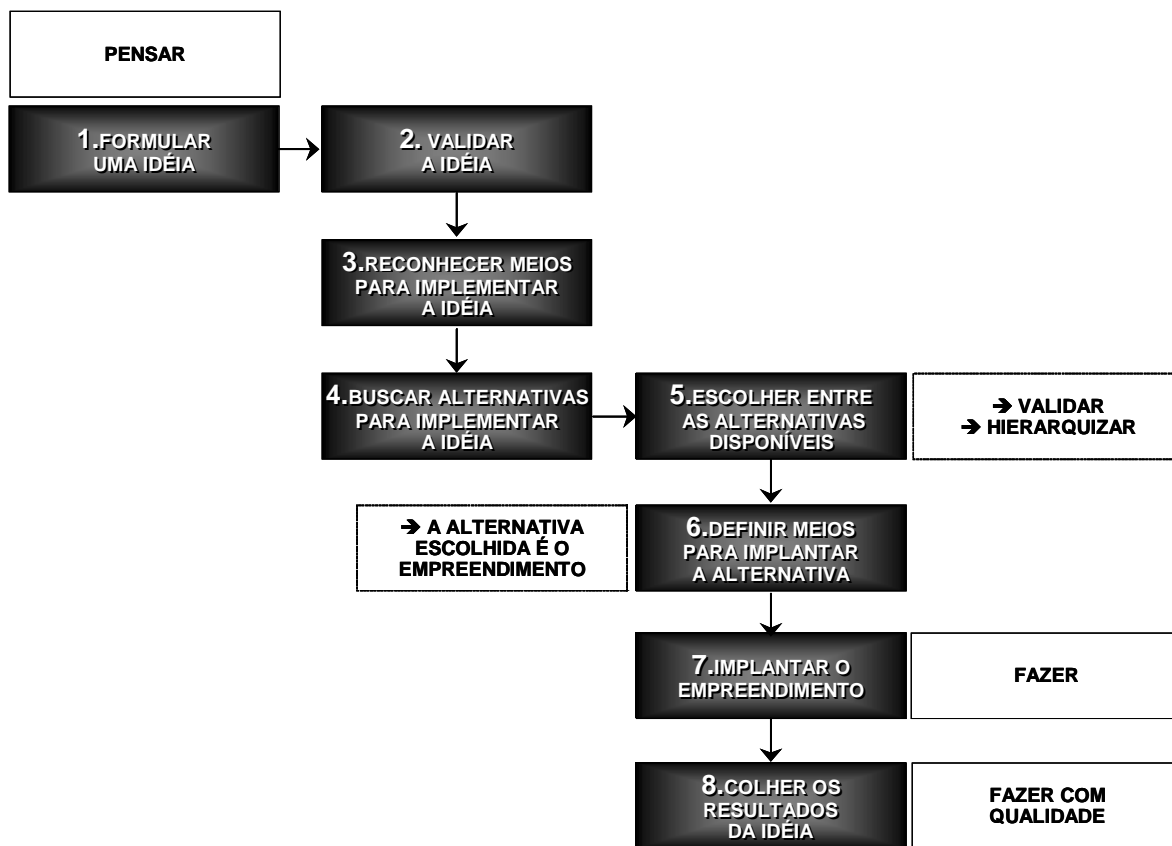 PENSAR
1.FORMULAR
UMA IDÉIA
2. VALIDAR
A IDÉIA
3.RECONHECER MEIOS
PARA IMPLEMENTAR
A IDÉIA
4.BUSCAR ALTERNATIVAS
PARA IMPLEMENTAR
A IDÉIA
5.ESCOLHER ENTRE
AS ALTERNATIVAS
DISPONÍVEIS
→ VALIDAR
→ HIERARQUIZAR
→ A ALTERNATIVA
ESCOLHIDA É O
EMPREENDIMENTO
6.DEFINIR MEIOS
PARA IMPLANTAR
A ALTERNATIVA
7.IMPLANTAR O
EMPREENDIMENTO
FAZER
8.COLHER OS
RESULTADOS
DA IDÉIA
FAZER COM
QUALIDADE